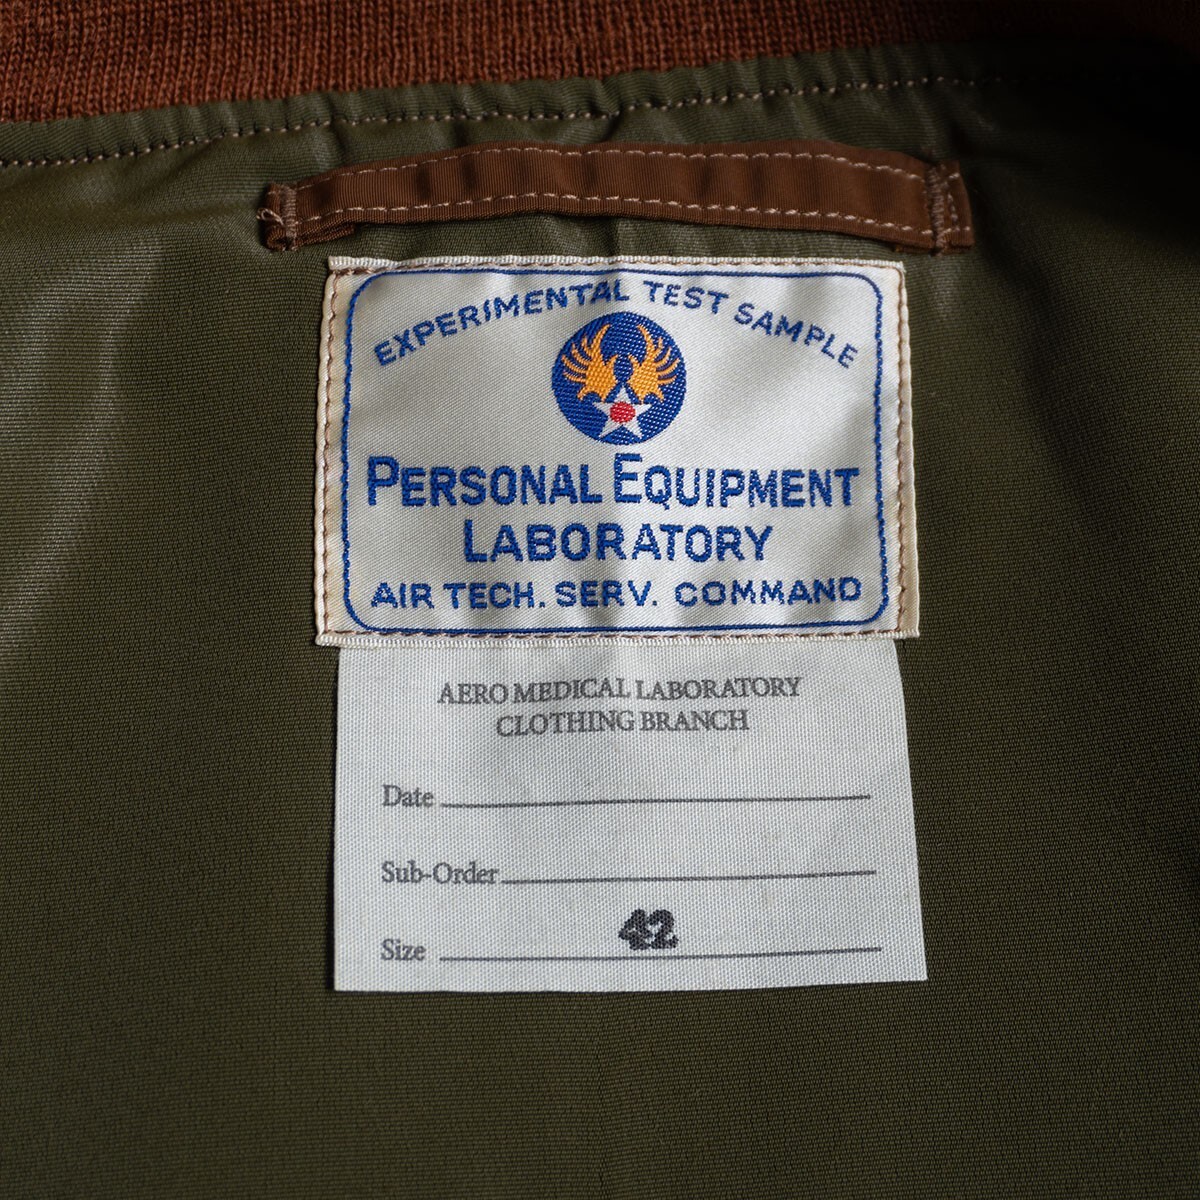 EXPERIMENTAL TEST SAMPLE
PERSONAL EQUIPMENT
LABORATORY
AIR TECH. SERV. COMMAND
AERO MEDICAL LABORATORY
CLOTHING BRANCH
Date
Sub-Order
Size 42